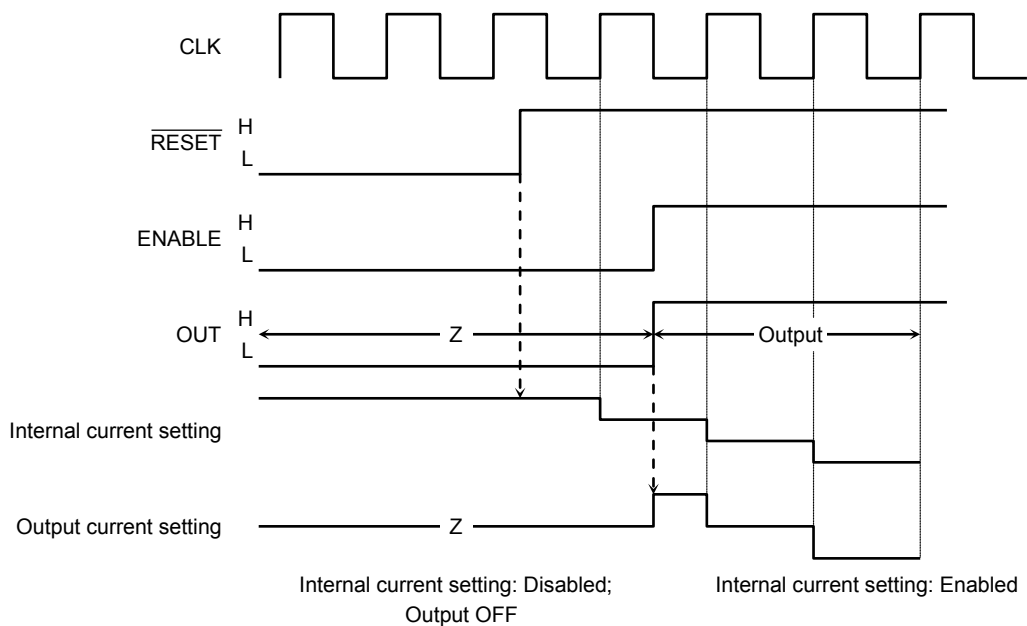 CLK
RESET
H
L
ENABLE
H
L
OUT
H
L
Z
Output
Internal current setting
Output current setting
Z
Internal current setting: Disabled;
Output OFF
Internal current setting: Enabled